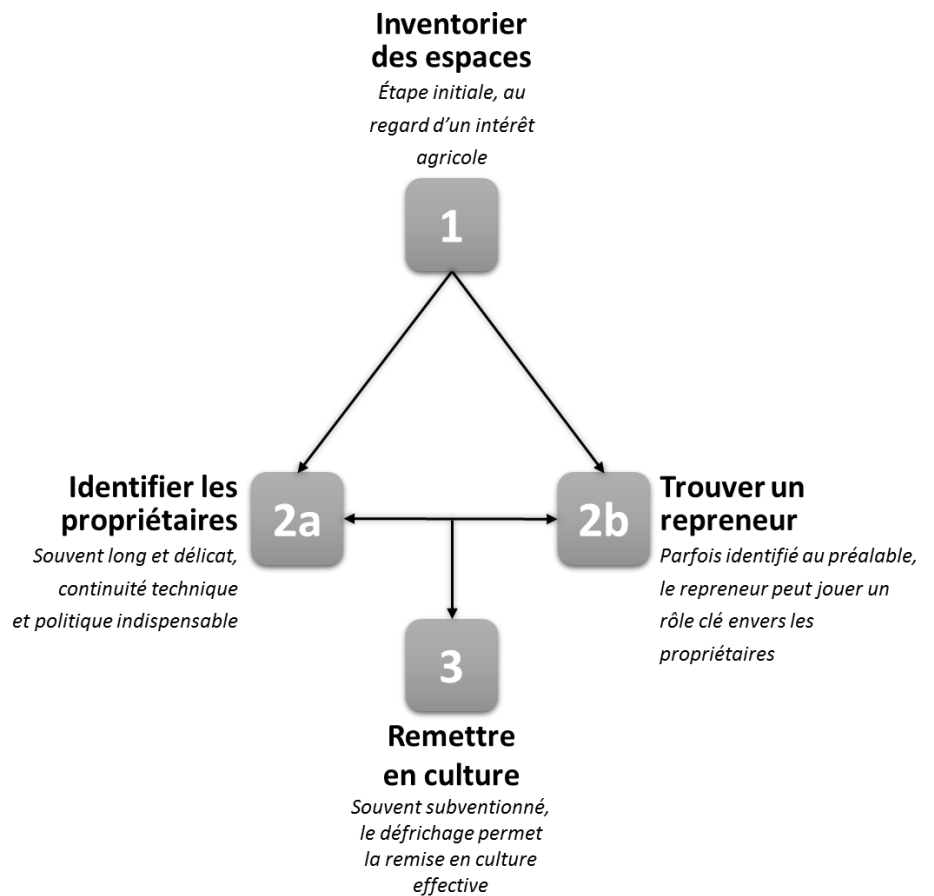 Inventorier
des espaces
Étape initiale, au
regard d’un intérêt
agricole
1
Identifier les
propriétaires
Souvent long et délicat,
continuité technique
et politique indispensable
2a
2b
Trouver un
repreneur
Parfois identifié au préalable,
le repreneur peut jouer un
rôle clé envers les
propriétaires
3
Remettre
en culture
Souvent subventionné,
le défrichage permet
la remise en culture
effective